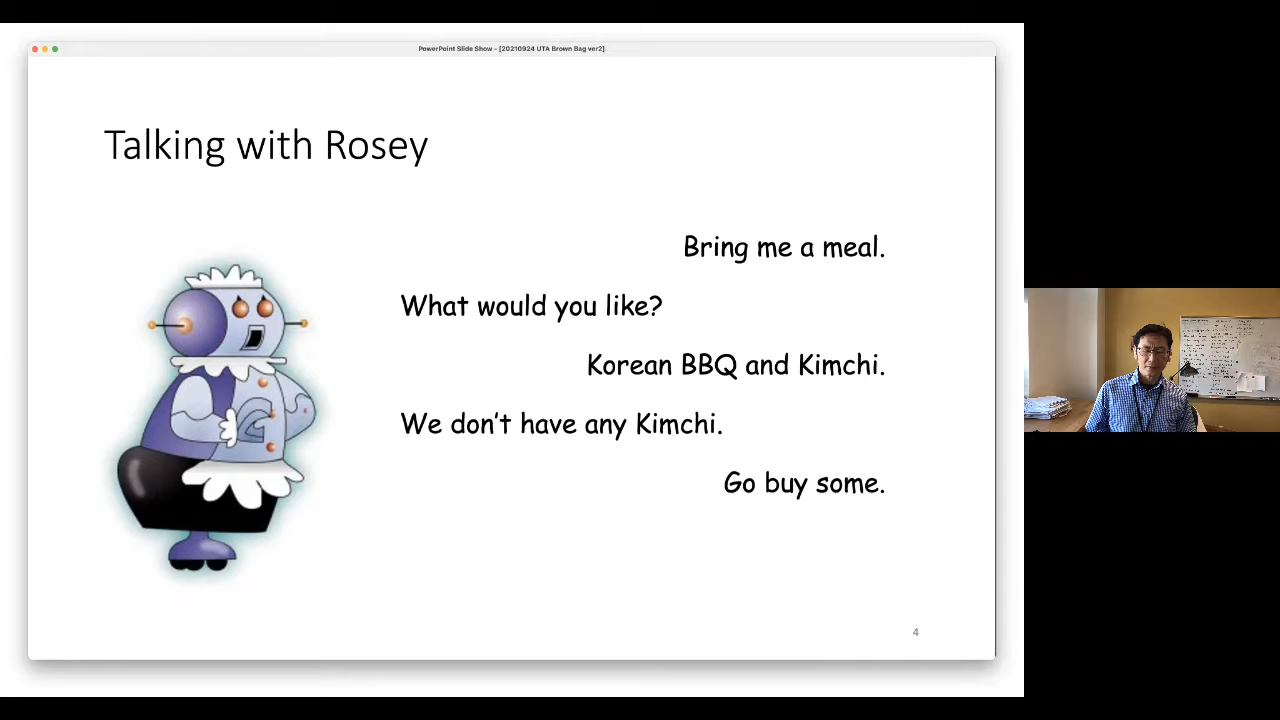 PowerPoint Slide Show - [20210924 UTA Brown Bag ver2]
Talking with Rosey
Bring me a meal.
What would you like?
Korean BBQ and Kimchi.
We don't have any Kimchi.
Go buy some.
4